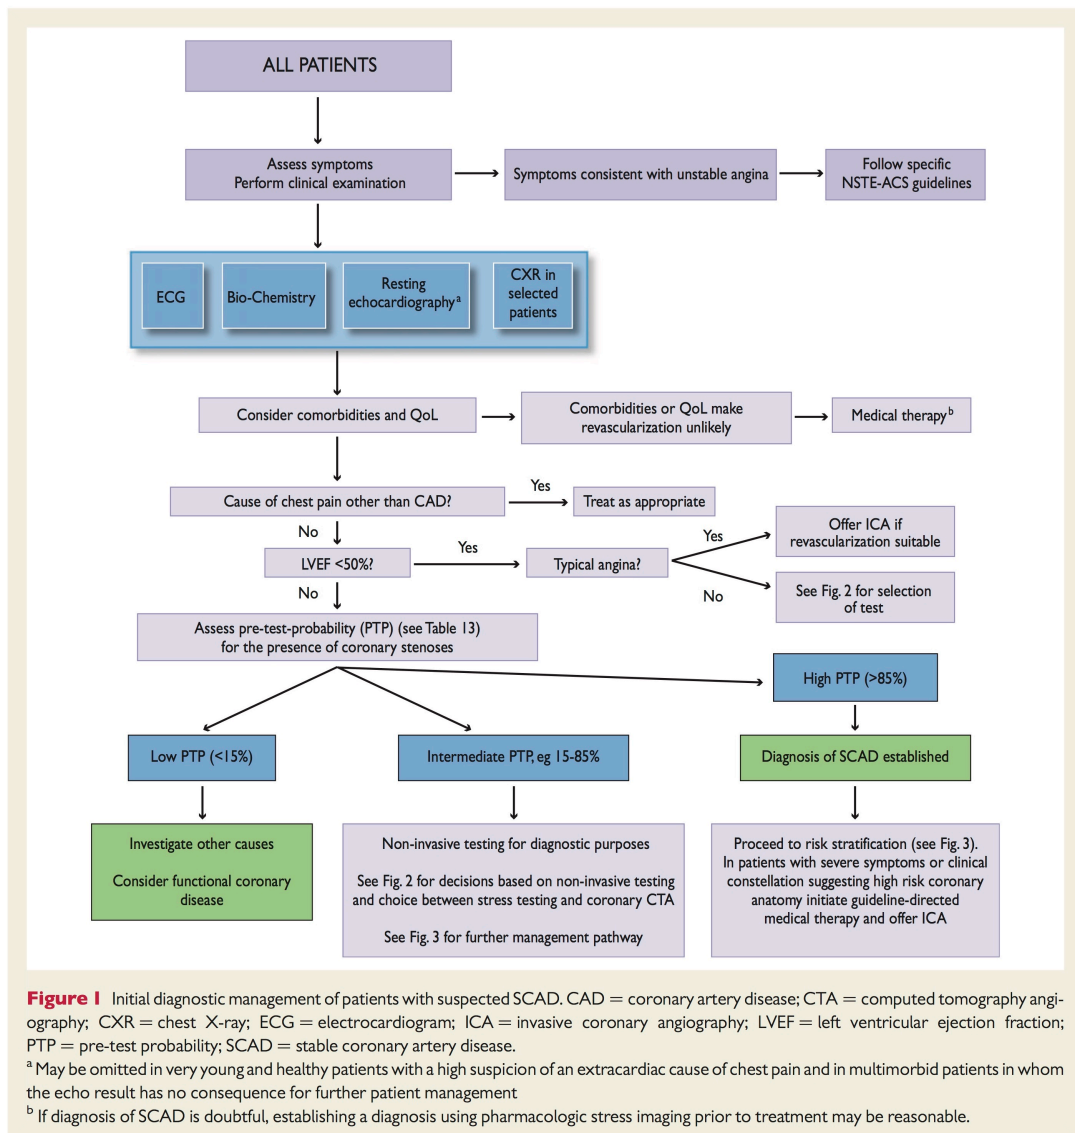 ALL PATIENTS
Assess symptoms
Perform clinical examination
Symptoms consistent with unstable angina
Follow specific
NSTE-ACS guidelines
ECG
Bio-Chemistry
Resting
echocardiographyᵃ
CXR in
selected
patients
Consider comorbidities and QoL
Comorbidities or QoL make
revascularization unlikely
Medical therapyᵇ
Cause of chest pain other than CAD?
Yes
Treat as appropriate
No
LVEF <50%?
Yes
Typical angina?
Yes
Offer ICA if
revascularization suitable
No
See Fig. 2 for selection
of test
No
Assess pre-test-probability (PTP) (see Table 13)
for the presence of coronary stenoses
High PTP (>85%)
Low PTP (<15%)
Intermediate PTP, eg 15-85%
Diagnosis of SCAD established
Investigate other causes
Consider functional coronary
disease
Non-invasive testing for diagnostic purposes
See Fig. 2 for decisions based on non-invasive testing
and choice between stress testing and coronary CTA
See Fig. 3 for further management pathway
Proceed to risk stratification (see Fig. 3).
In patients with severe symptoms or clinical
constellation suggesting high risk coronary
anatomy initiate guideline-directed
medical therapy and offer ICA
Figure 1 Initial diagnostic management of patients with suspected SCAD. CAD = coronary artery disease; CTA = computed tomography angi-
ography; CXR = chest X-ray; ECG = electrocardiogram; ICA = invasive coronary angiography; LVEF = left ventricular ejection fraction;
PTP = pre-test probability; SCAD = stable coronary artery disease.
ᵃ May be omitted in very young and healthy patients with a high suspicion of an extracardiac cause of chest pain and in multimorbid patients in whom
the echo result has no consequence for further patient management
ᵇ If diagnosis of SCAD is doubtful, establishing a diagnosis using pharmacologic stress imaging prior to treatment may be reasonable.